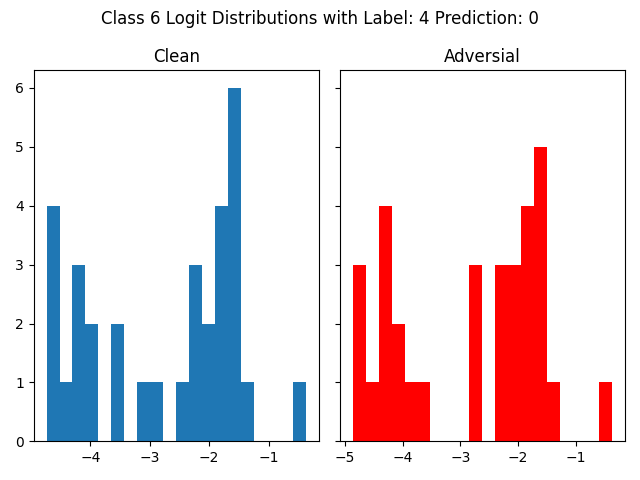 Class 6 Logit Distributions with Label: 4 Prediction: 0
Clean
Adversial
6
5
4
3
2
1
0
−4 −3 −2 −1
−5 −4 −3 −2 −1